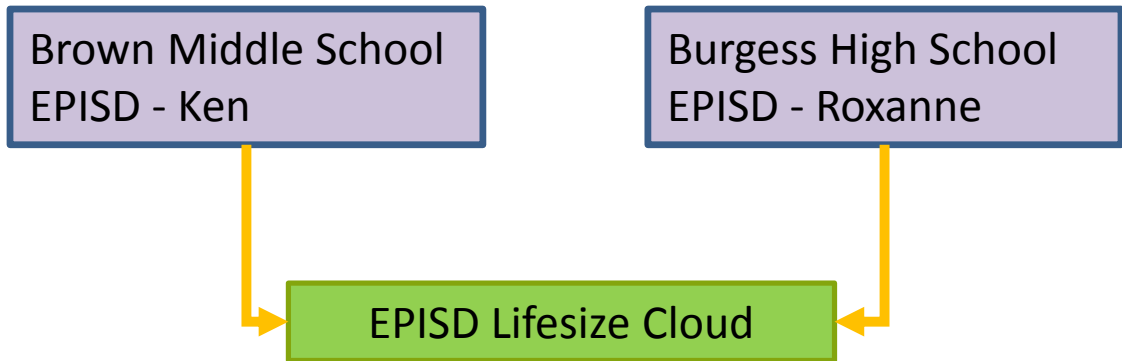 Brown Middle School
EPISD - Ken
Burgess High School
EPISD - Roxanne
EPISD Lifesize Cloud